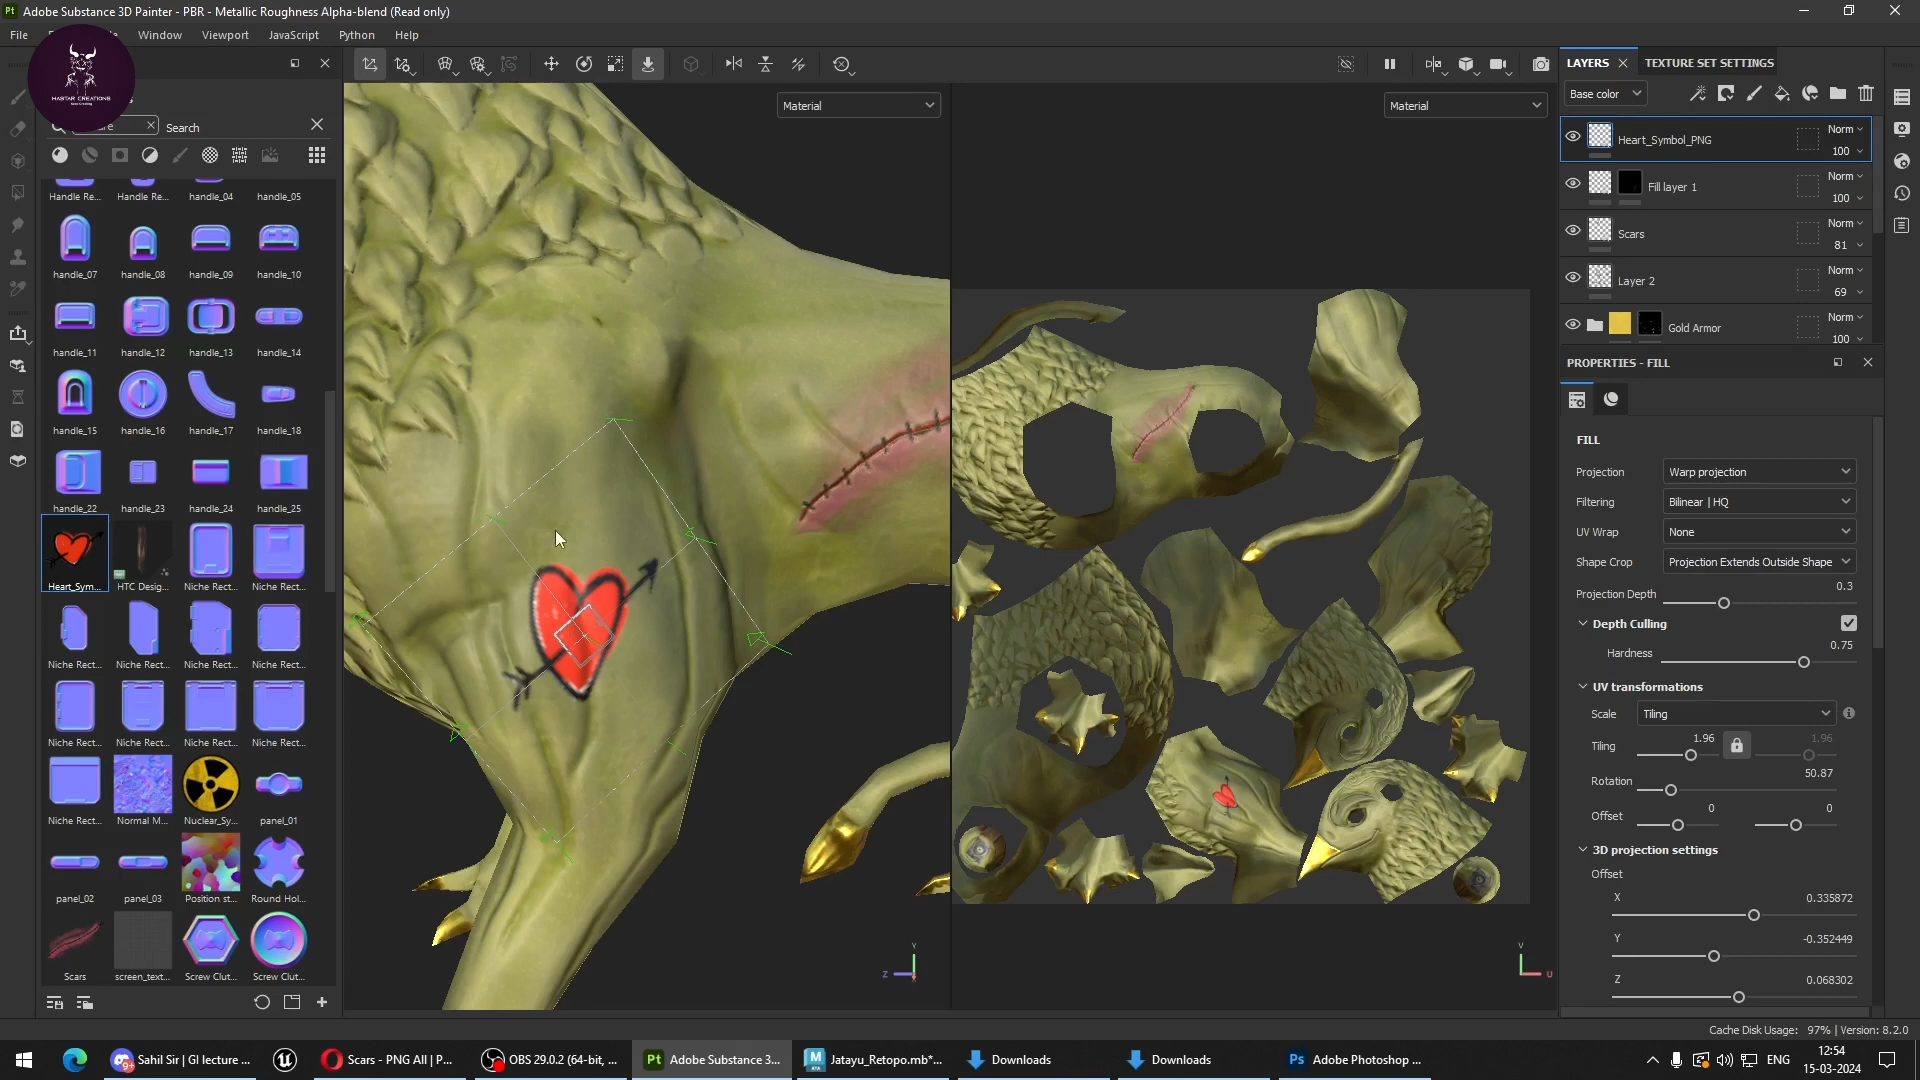 Adobe Substance 3D Painter - PBR - Metallic Roughness Alpha-blend (Read only)
File
Window
Viewport
JavaScript
Python
Help
HASTAR CREATIONS
Search
Handle Re...
Handle Re...
handle_04
handle_05
handle_07
handle_08
handle_09
handle_10
handle_11
handle_12
handle_13
handle_14
handle_15
handle_16
handle_17
handle_18
handle_22
handle_23
handle_24
handle_25
Heart_Sym...
HTC Desig...
Niche Rect...
Niche Rect...
Niche Rect...
Niche Rect...
Niche Rect...
Niche Rect...
Niche Rect...
Niche Rect...
Niche Rect...
Niche Rect...
Niche Rect...
Normal M...
Nuclear_Sy...
panel_01
panel_02
panel_03
Position st...
Round Hol...
Scars
screen_text...
Screw Clut...
Screw Clut...
Material
Material
Y
Z
V
U
LAYERS
TEXTURE SET SETTINGS
Base color
Heart_Symbol_PNG
Norm
100
Fill layer 1
Norm
100
Scars
Norm
81
Layer 2
Norm
69
Gold Armor
Norm
100
PROPERTIES - FILL
FILL
Projection
Warp projection
Filtering
Bilinear | HQ
UV Wrap
None
Shape Crop
Projection Extends Outside Shape
Projection Depth
0.3
Depth Culling
Hardness
0.75
UV transformations
Scale
Tiling
Tiling
1.96
1.96
Rotation
50.87
Offset
0
0
3D projection settings
Offset
X
0.335872
Y
-0.352449
Z
0.068302
Cache Disk Usage: 97% | Version: 8.2.0
Sahil Sir | GI lecture ...
Scars - PNG All | P...
OBS 29.0.2 (64-bit, ...
Adobe Substance 3...
Jatayu_Retopo.mb*...
Downloads
Downloads
Adobe Photoshop ...
ENG
12:54
15-03-2024